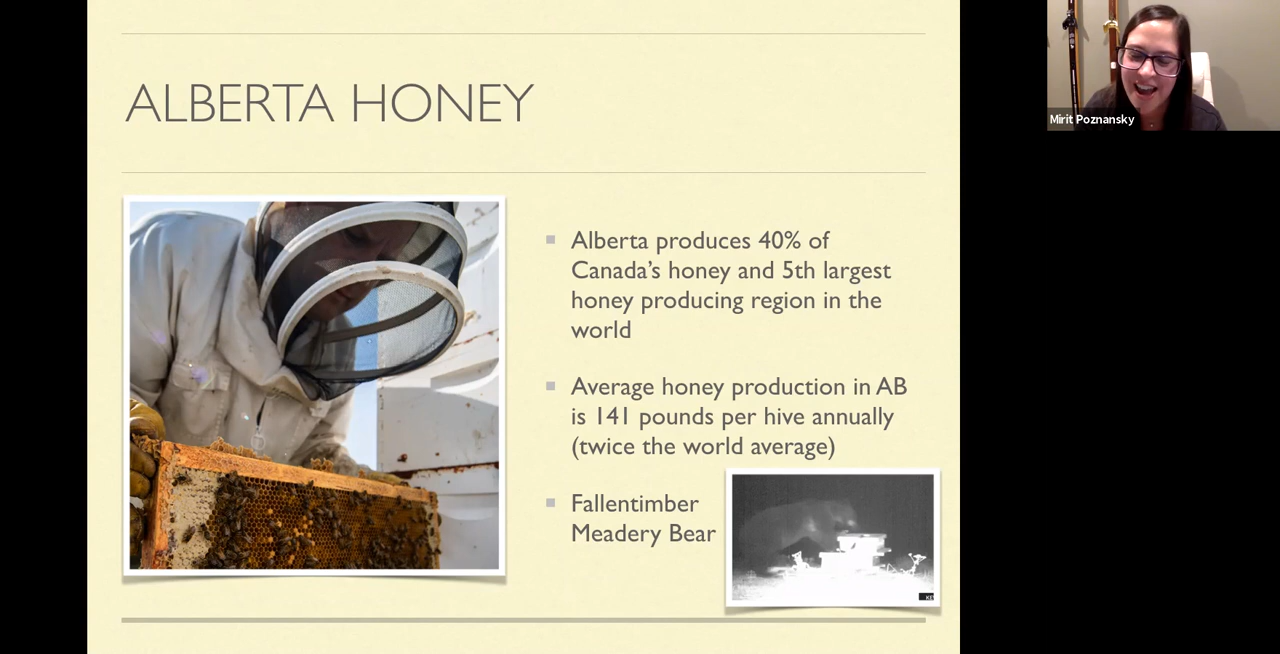 ALBERTA HONEY
Alberta produces 40% of
Canada's honey and 5th largest
honey producing region in the
world
Average honey production in AB
is 141 pounds per hive annually
(twice the world average)
Fallentimber
Meadery Bear
Mirit Poznansky